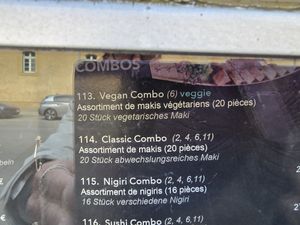 COMBOS
113. Vegan Combo (6) veggie
Assortiment de makis végétariens (20 pièces)
20 Stück vegetarisches Maki
114. Classic Combo (2, 4, 6,11)
Assortiment de makis (20 pièces)
20 Stück abwechslungsreiches Maki
115. Nigiri Combo (2, 4, 6,11)
Assortiment de nigiris (16 pièces)
16 Stück verschiedene Nigiri
116. Sushi Combo (2, 4, 6,11)